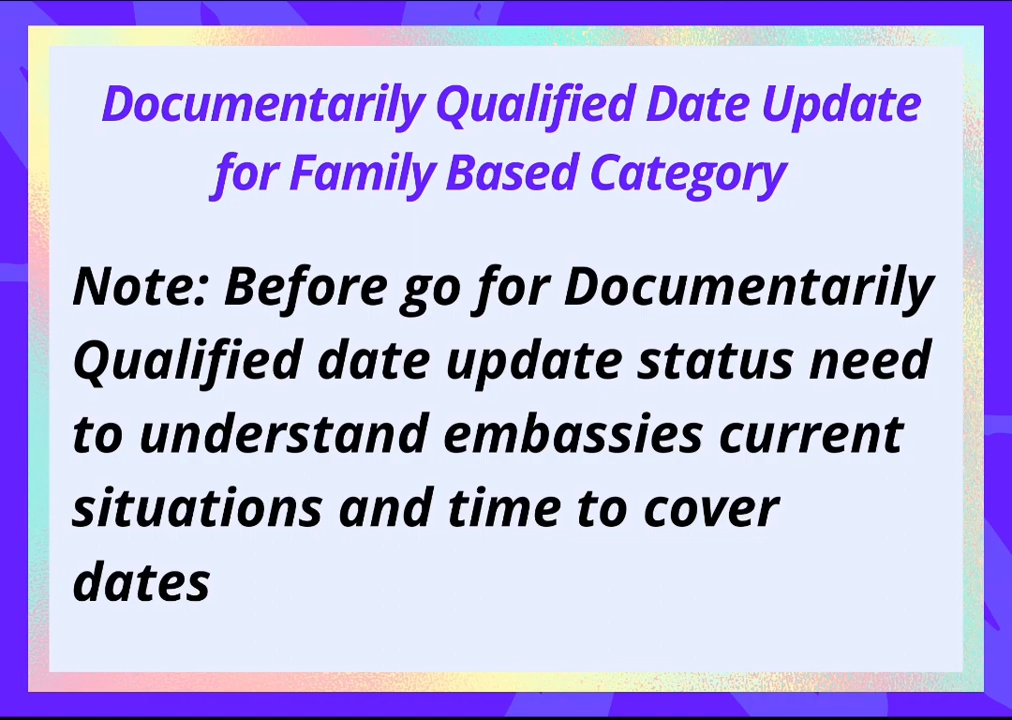 Documentarily Qualified Date Update
for Family Based Category
Note: Before go for Documentarily
Qualified date update status need
to understand embassies current
situations and time to cover
dates